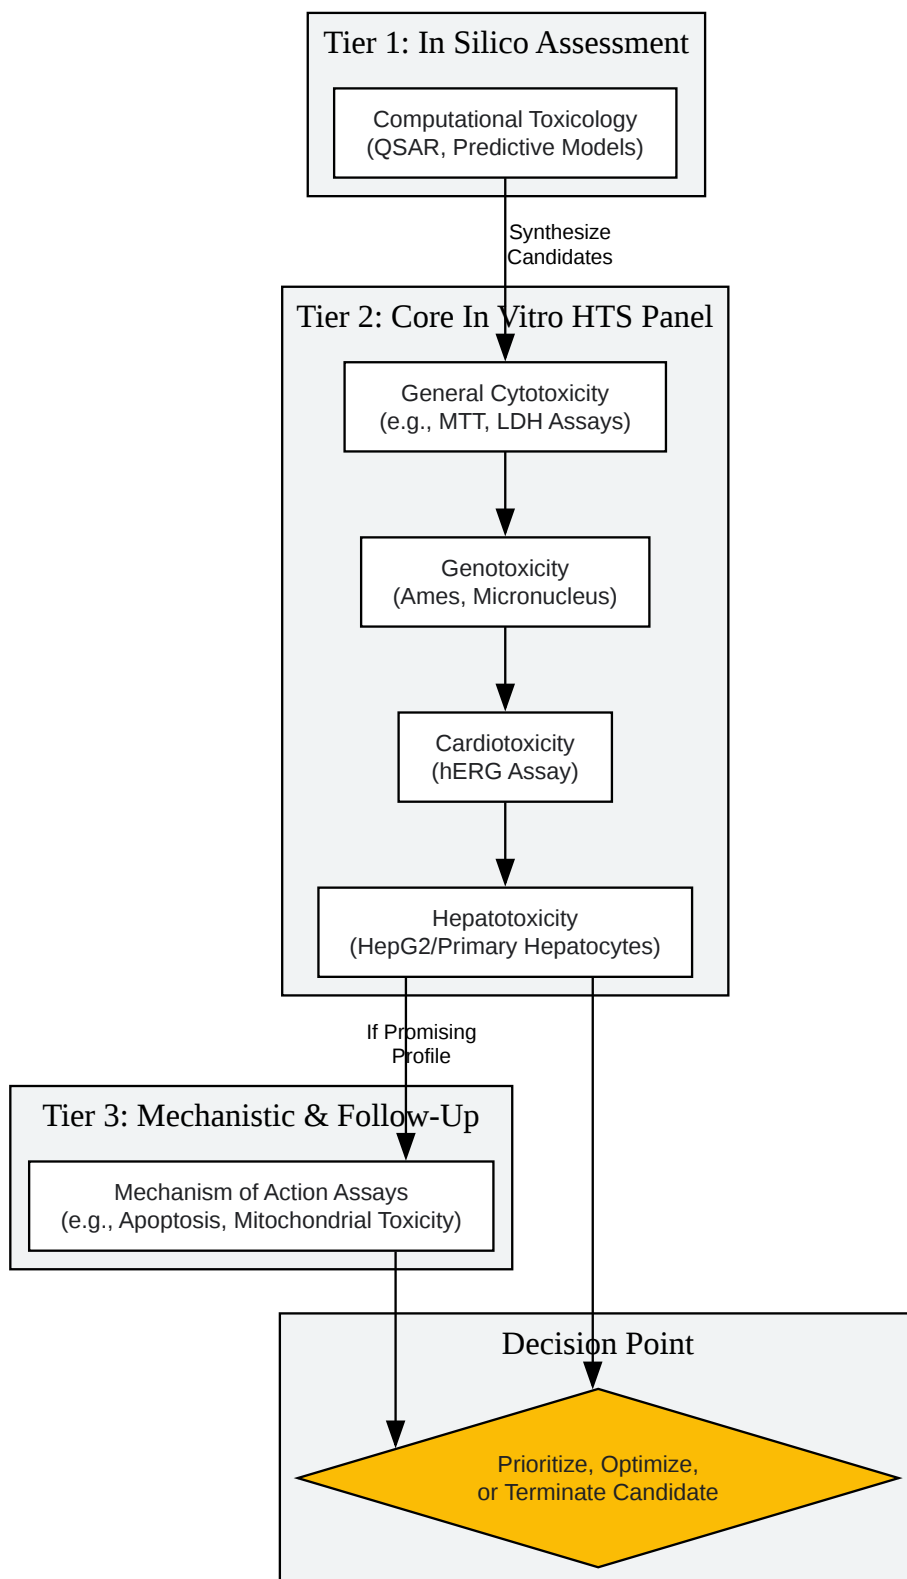 Tier 1: In Silico Assessment
Computational Toxicology
(QSAR, Predictive Models)
Synthesize
Candidates
Tier 2: Core In Vitro HTS Panel
General Cytotoxicity
(e.g., MTT, LDH Assays)
Genotoxicity
(Ames, Micronucleus)
Cardiotoxicity
(hERG Assay)
Hepatotoxicity
(HepG2/Primary Hepatocytes)
If Promising
Profile
Tier 3: Mechanistic & Follow-Up
Mechanism of Action Assays
(e.g., Apoptosis, Mitochondrial Toxicity)
Decision Point
Prioritize, Optimize,
or Terminate Candidate